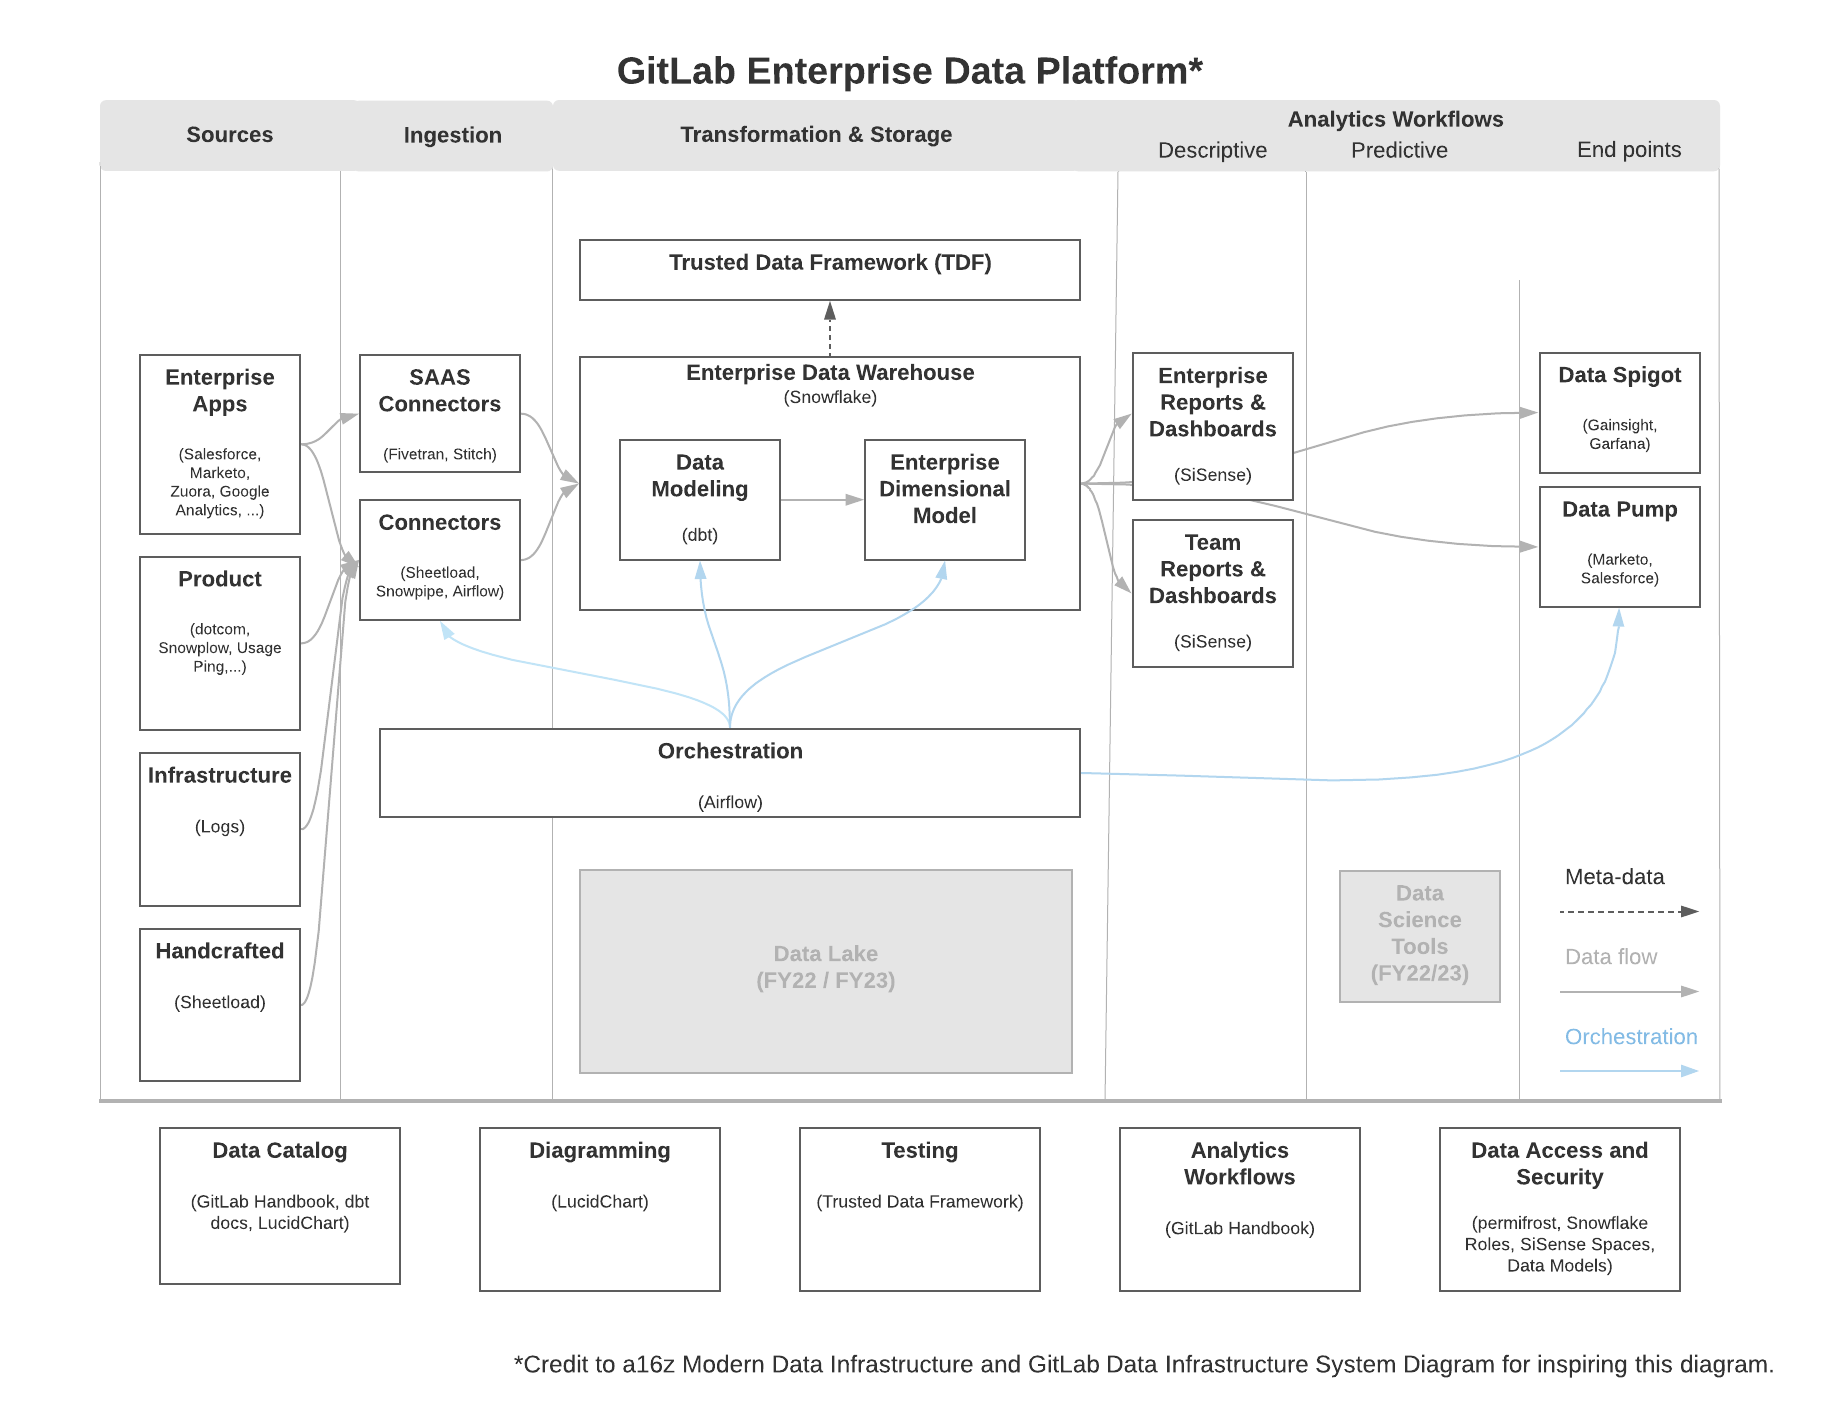 GitLab Enterprise Data Platform*
Sources
Ingestion
Transformation & Storage
Analytics Workflows
Descriptive
Predictive
End points
Enterprise
Apps
(Salesforce,
Marketo,
Zuora, Google
Analytics, ...)
Product
(dotcom,
Snowplow, Usage
Ping,...)
Infrastructure
(Logs)
Handcrafted
(Sheetload)
SAAS
Connectors
(Fivetran, Stitch)
Connectors
(Sheetload,
Snowpipe, Airflow)
Trusted Data Framework (TDF)
Enterprise Data Warehouse
(Snowflake)
Data
Modeling
(dbt)
Enterprise
Dimensional
Model
Orchestration
(Airflow)
Data Lake
(FY22 / FY23)
Enterprise
Reports &
Dashboards
(SiSense)
Team
Reports &
Dashboards
(SiSense)
Data
Science
Tools
(FY22/23)
Data Spigot
(Gainsight,
Garfana)
Data Pump
(Marketo,
Salesforce)
Meta-data
Data flow
Orchestration
Data Catalog
(GitLab Handbook, dbt
docs, LucidChart)
Diagramming
(LucidChart)
Testing
(Trusted Data Framework)
Analytics
Workflows
(GitLab Handbook)
Data Access and
Security
(permifrost, Snowflake
Roles, SiSense Spaces,
Data Models)
*Credit to a16z Modern Data Infrastructure and GitLab Data Infrastructure System Diagram for inspiring this diagram.